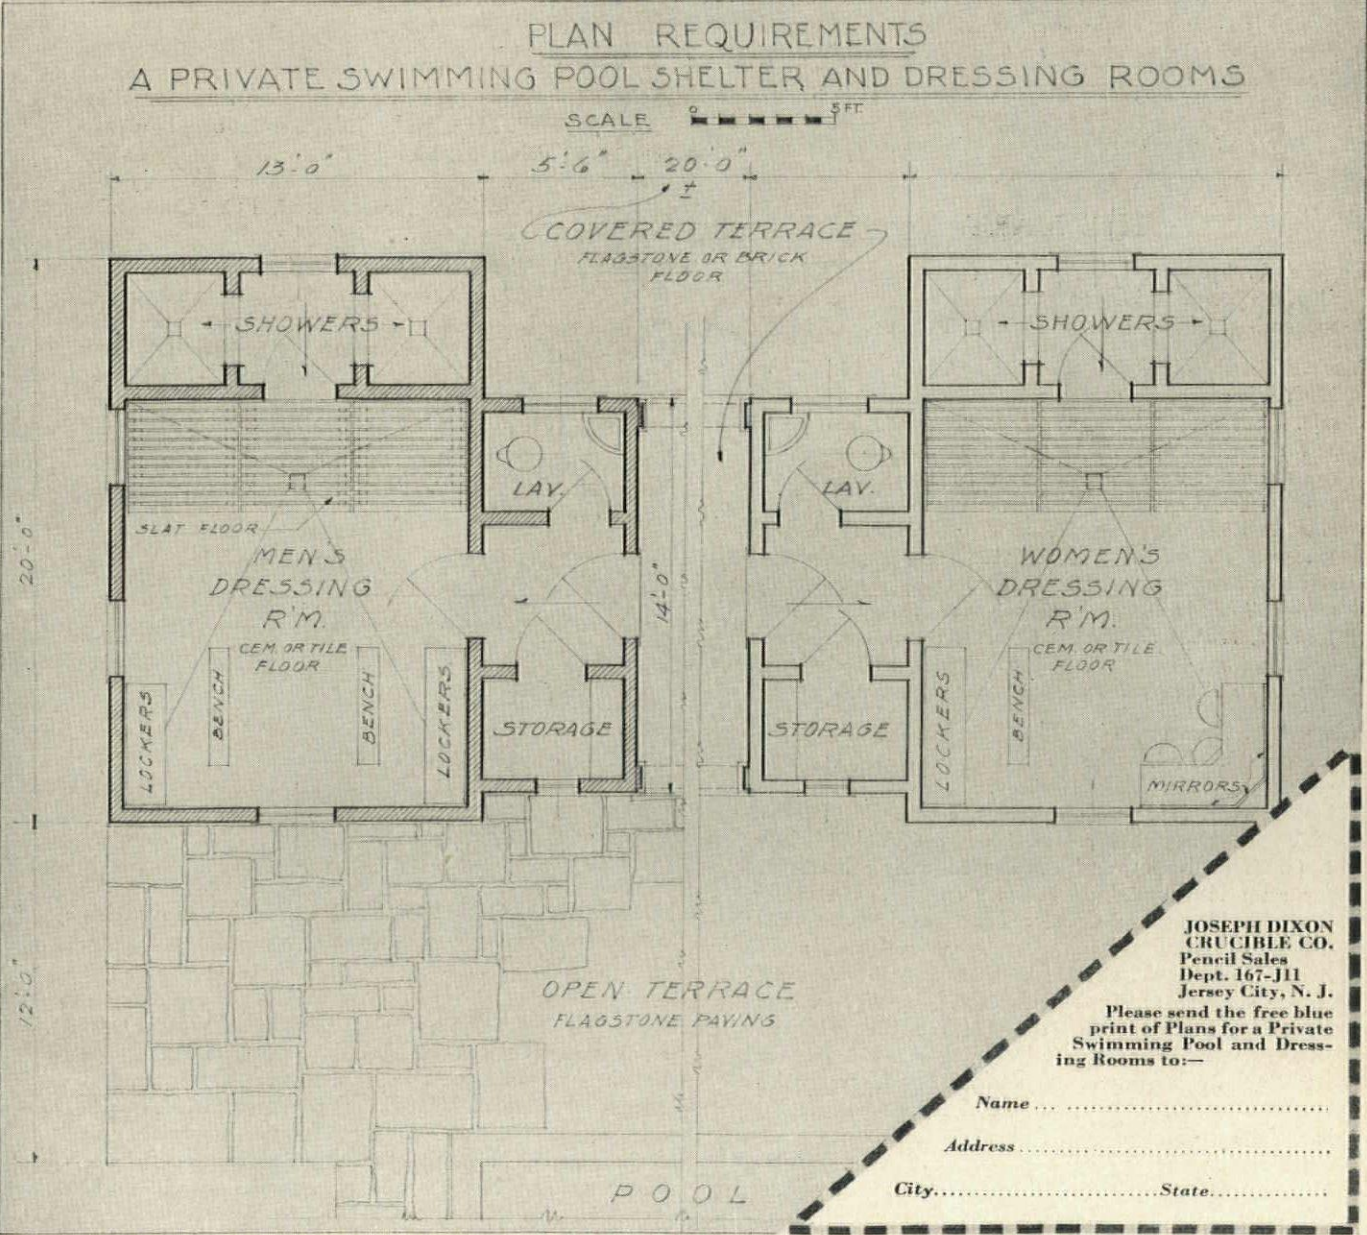 PLAN REQUIREMENTS
A PRIVATE SWIMMING POOL SHELTER AND DRESSING ROOMS
SCALE 0 5 FT.
13'-0" 5'-6" 20'-0"
±
COVERED TERRACE
FLAGSTONE OR BRICK
FLOOR
SHOWERS
SHOWERS
LAV.
LAV.
SLAT FLOOR
20'-0"
14'-0"
MEN'S
DRESSING
R'M.
CEM. OR TILE
FLOOR
WOMEN'S
DRESSING
R'M.
CEM. OR TILE
FLOOR
LOCKERS
BENCH
BENCH
LOCKERS
STORAGE
STORAGE
LOCKERS
BENCH
MIRRORS
12'-0"
OPEN TERRACE
FLAGSTONE PAVING
POOL
JOSEPH DIXON
CRUCIBLE CO.
Pencil Sales
Dept. 167-J11
Jersey City, N. J.
Please send the free blue
print of Plans for a Private
Swimming Pool and Dress-
ing Rooms to:—
Name
Address
City State